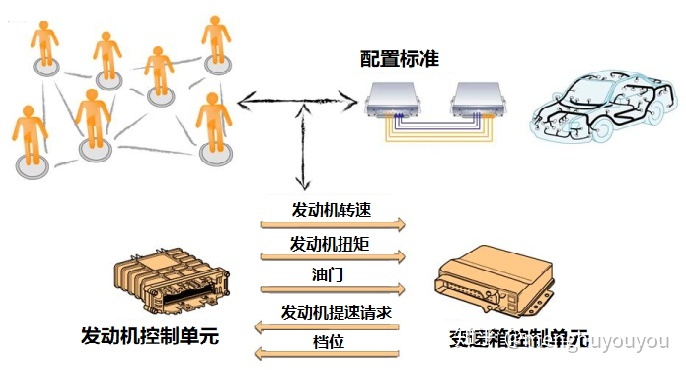 配置标准
发动机转速
发动机扭矩
油门
发动机提速请求
档位
发动机控制单元
变速箱控制单元